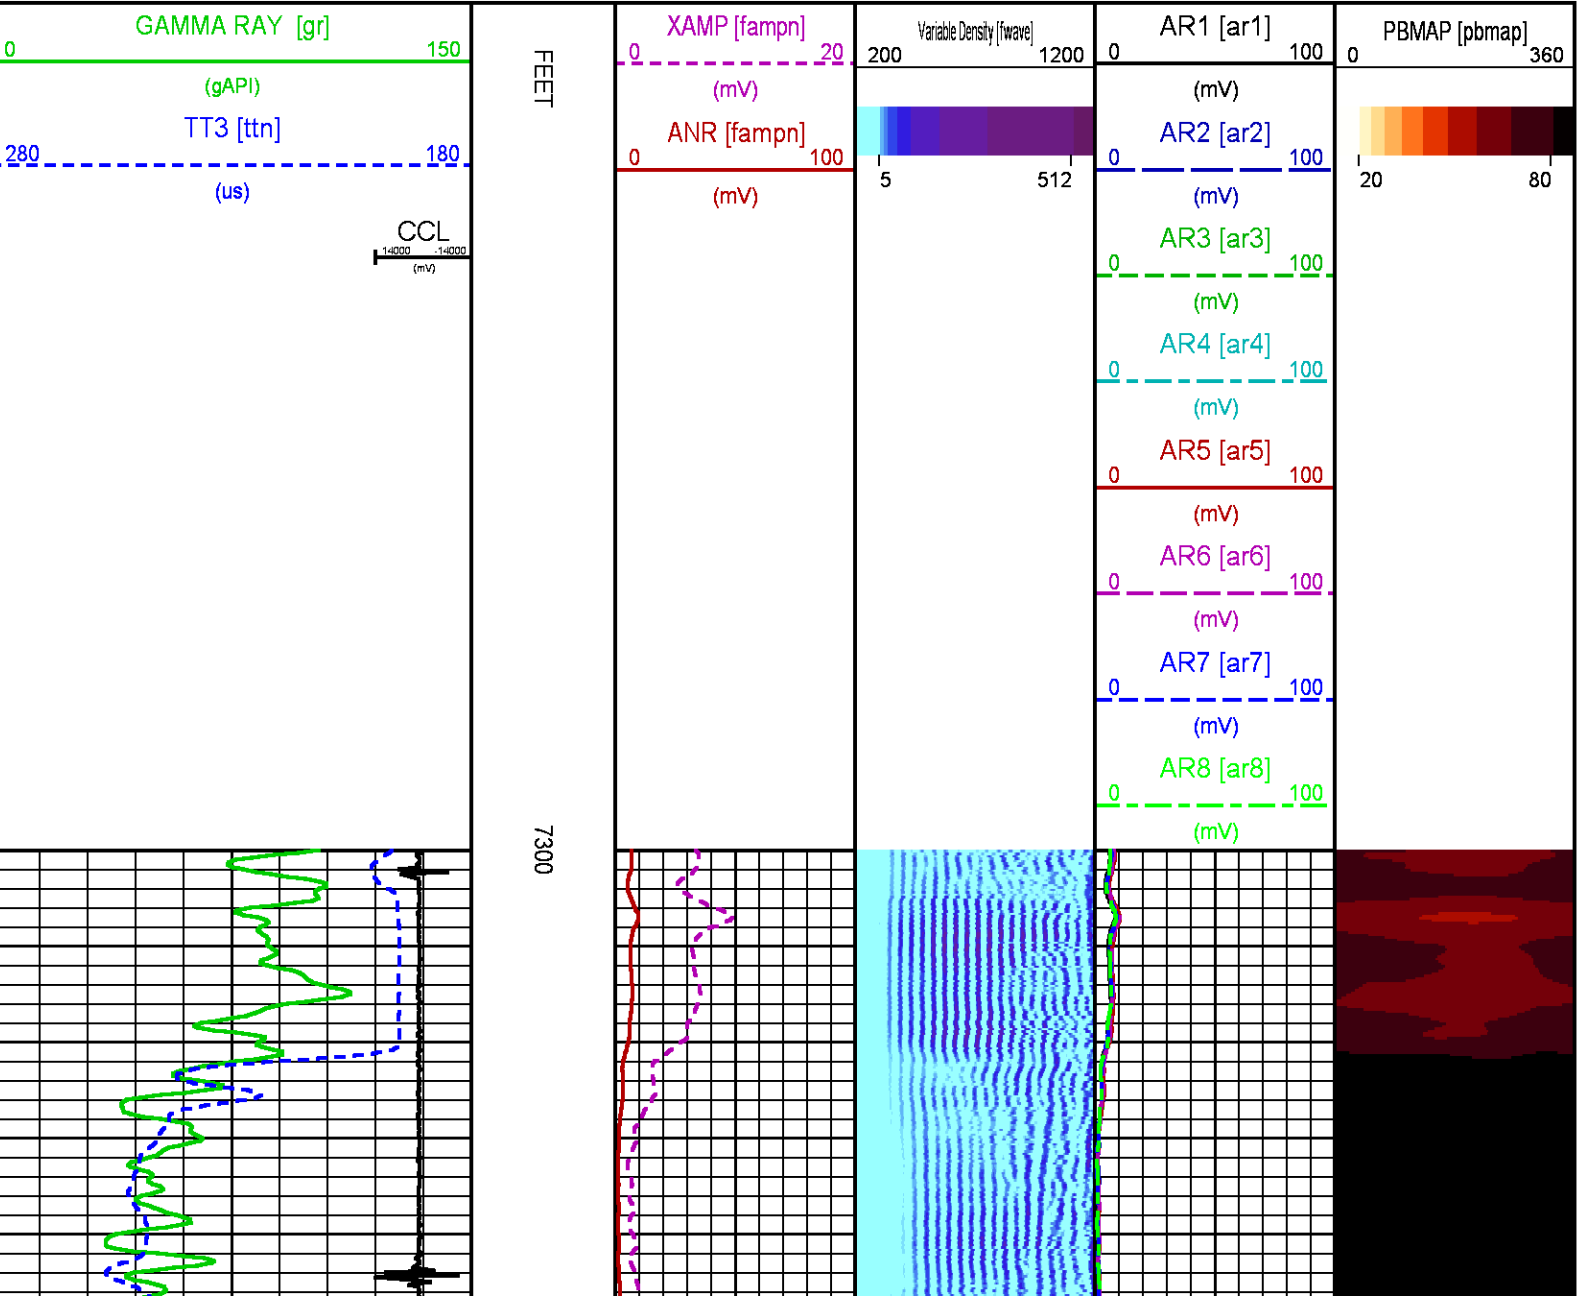 GAMMA RAY [gr]
0 150
(gAPI)
TT3 [ttn]
280 180
(us)
CCL
14000 -14000
(mV)
FEET
7300
XAMP [fampn]
0 20
(mV)
ANR [fampn]
0 100
(mV)
Variable Density [fwave]
200 1200
5 512
AR1 [ar1]
0 100
(mV)
AR2 [ar2]
0 100
(mV)
AR3 [ar3]
0 100
(mV)
AR4 [ar4]
0 100
(mV)
AR5 [ar5]
0 100
(mV)
AR6 [ar6]
0 100
(mV)
AR7 [ar7]
0 100
(mV)
AR8 [ar8]
0 100
(mV)
PBMAP [pbmap]
0 360
20 80